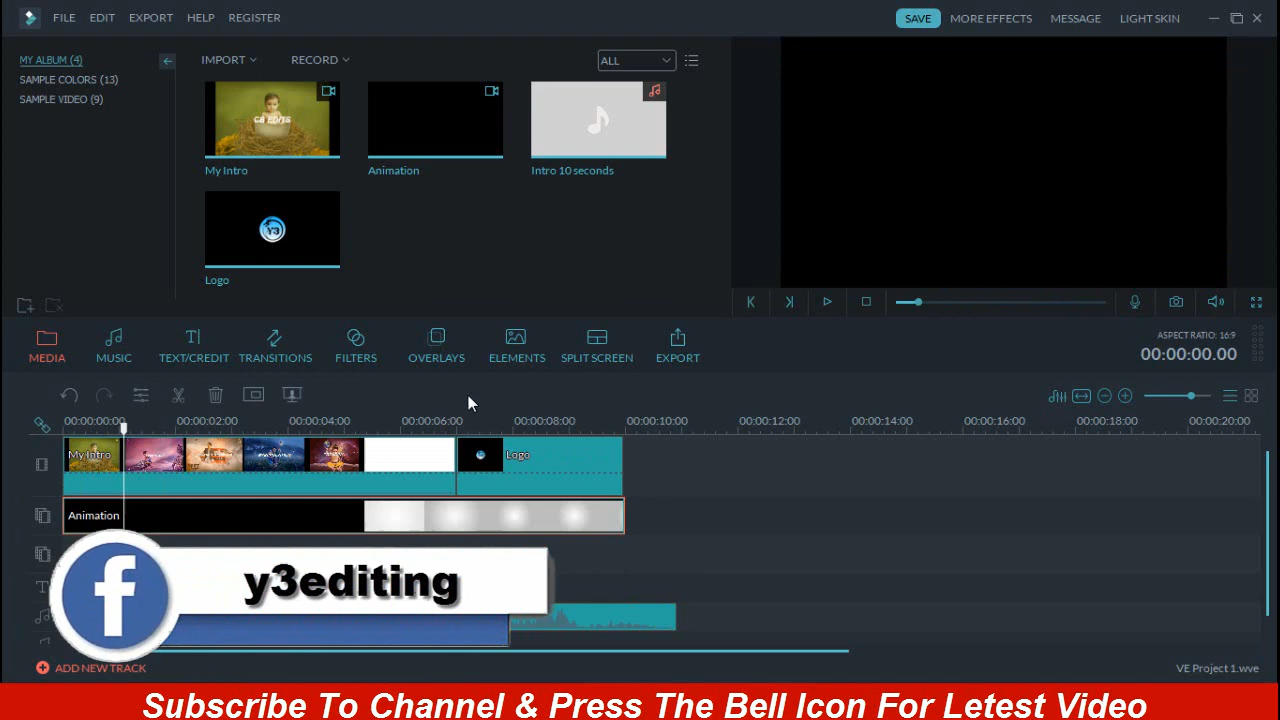 FILE EDIT EXPORT HELP REGISTER
SAVE MORE EFFECTS MESSAGE LIGHT SKIN
MY ALBUM (4)
SAMPLE COLORS (13)
SAMPLE VIDEO (9)
IMPORT RECORD ALL
CB EDITS
My Intro
Animation
Intro 10 seconds
Y3
Logo
MEDIA MUSIC TEXT/CREDIT TRANSITIONS FILTERS OVERLAYS ELEMENTS SPLIT SCREEN EXPORT
ASPECT RATIO: 16:9
00:00:00.00
00:00:00:00 00:00:02:00 00:00:04:00 00:00:06:00 00:00:08:00 00:00:10:00 00:00:12:00 00:00:14:00 00:00:16:00 00:00:18:00 00:00:20:00
My Intro
Logo
Animation
f
y3editing
ADD NEW TRACK
VE Project 1.wve
Subscribe To Channel & Press The Bell Icon For Letest Video